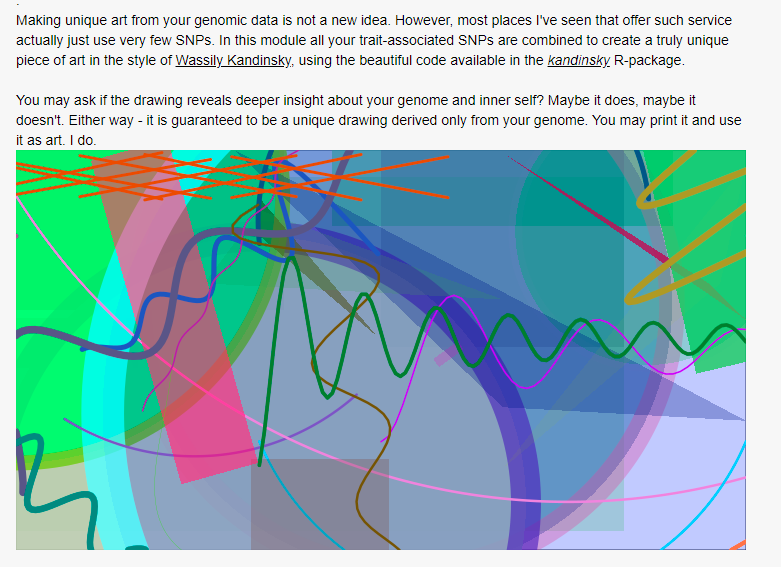 Making unique art from your genomic data is not a new idea. However, most places I've seen that offer such service
actually just use very few SNPs. In this module all your trait-associated SNPs are combined to create a truly unique
piece of art in the style of Wassily Kandinsky, using the beautiful code available in the kandinsky R-package.
You may ask if the drawing reveals deeper insight about your genome and inner self? Maybe it does, maybe it
doesn't. Either way - it is guaranteed to be a unique drawing derived only from your genome. You may print it and use
it as art. I do.